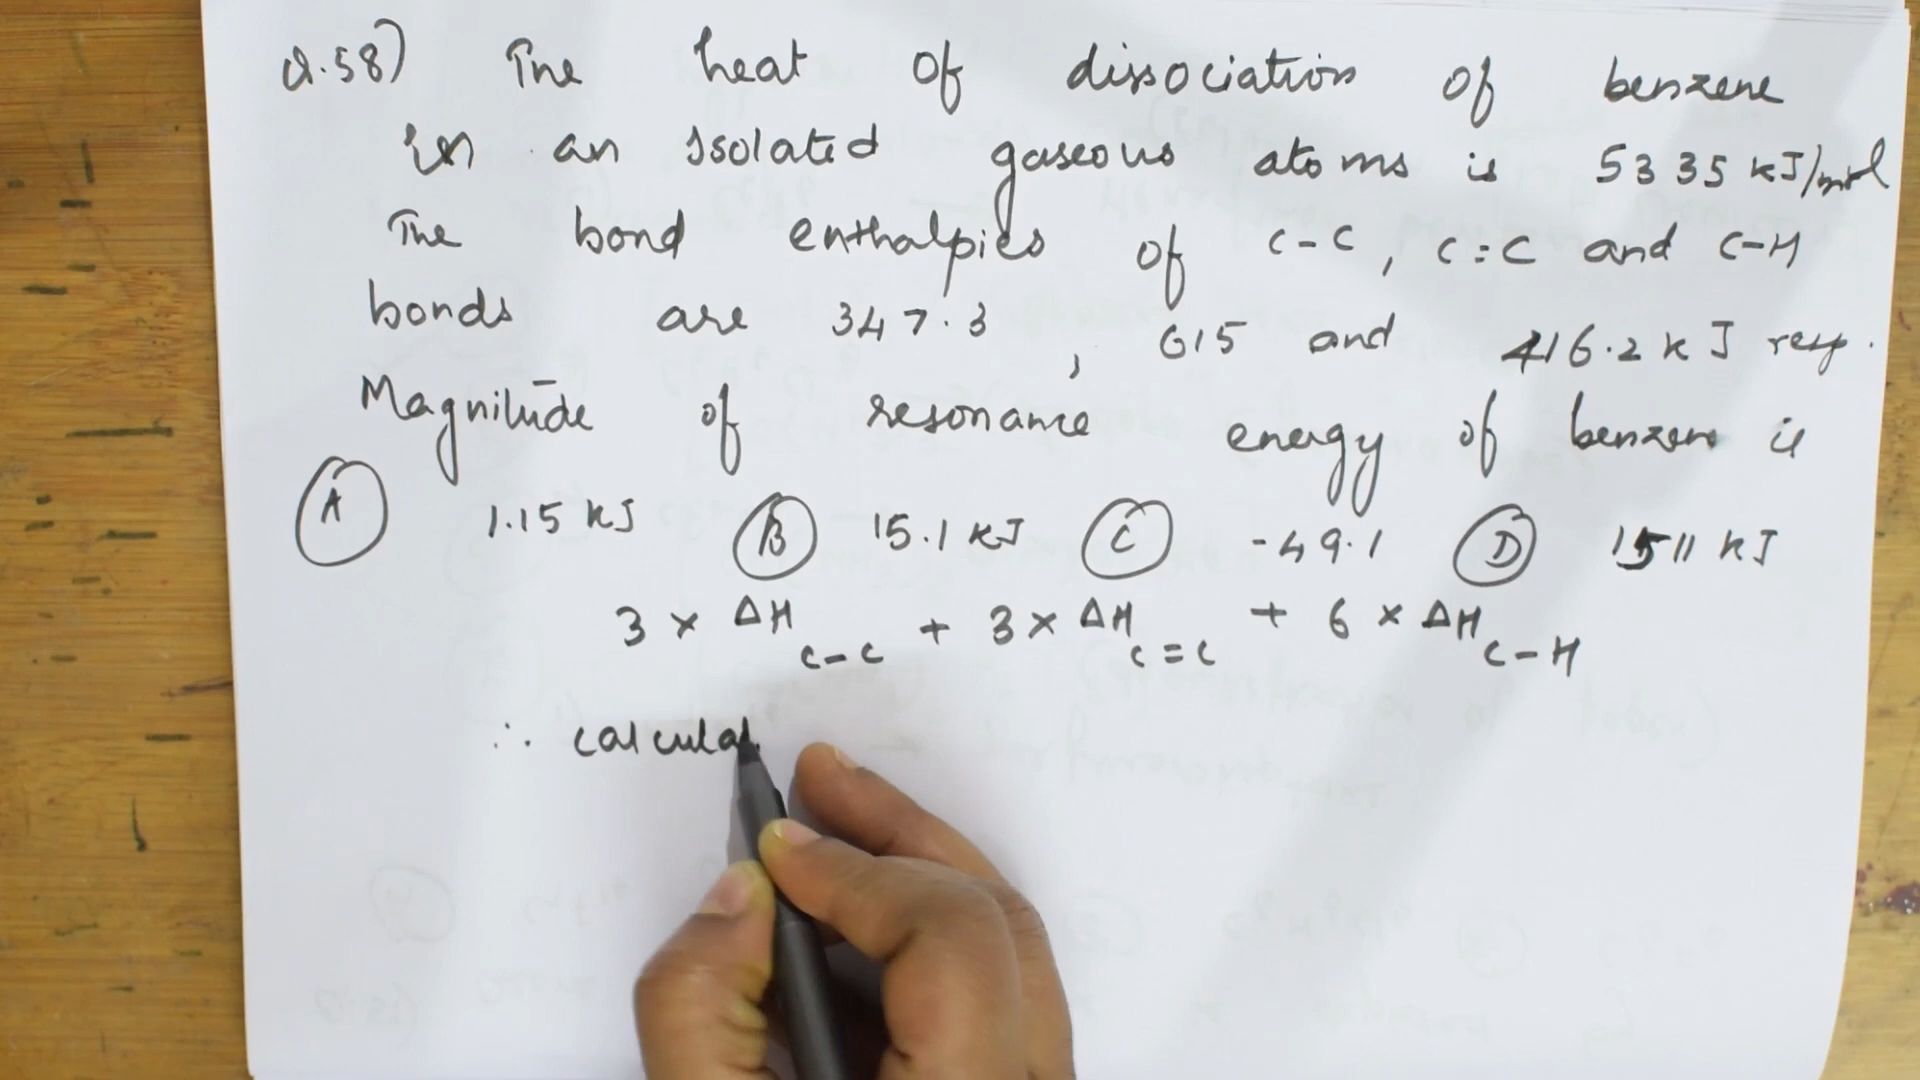 Q.58) The heat of dissociation of benzene
in an isolated gaseous atoms is 5335 kJ/mol
The bond enthalpies of C-C, C=C and C-H
bonds are 347.3, 615 and 416.2 kJ resp.
Magnitude of resonance energy of benzene is
A 1.15 kJ B 15.1 kJ C -49.1 D 1511 kJ
3 × ΔH C-C + 3 × ΔH C=C + 6 × ΔH C-H
∴ calcula